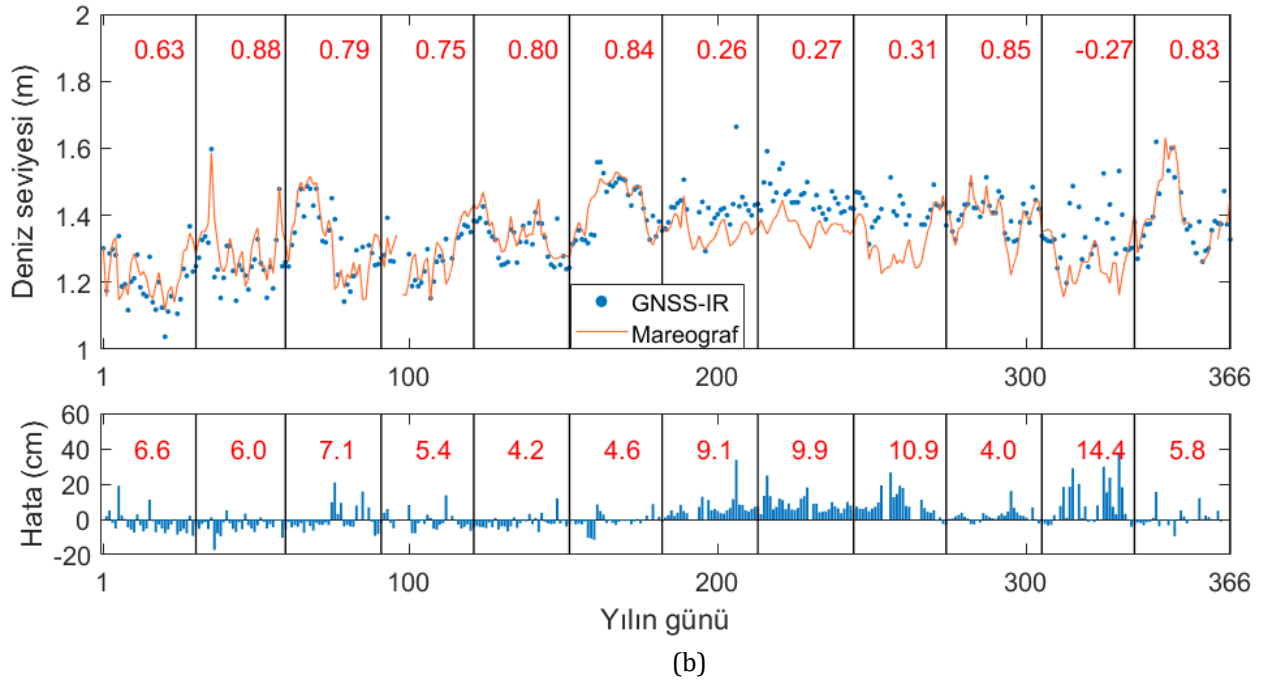 2
1.8
1.6
1.4
1.2
1
Deniz seviyesi (m)
0.63 0.88 0.79 0.75 0.80 0.84 0.26 0.27 0.31 0.85 -0.27 0.83
GNSS-IR
Mareograf
1 100 200 300 366
60
40
20
0
-20
Hata (cm)
6.6 6.0 7.1 5.4 4.2 4.6 9.1 9.9 10.9 4.0 14.4 5.8
1 100 200 300 366
Yılın günü
(b)